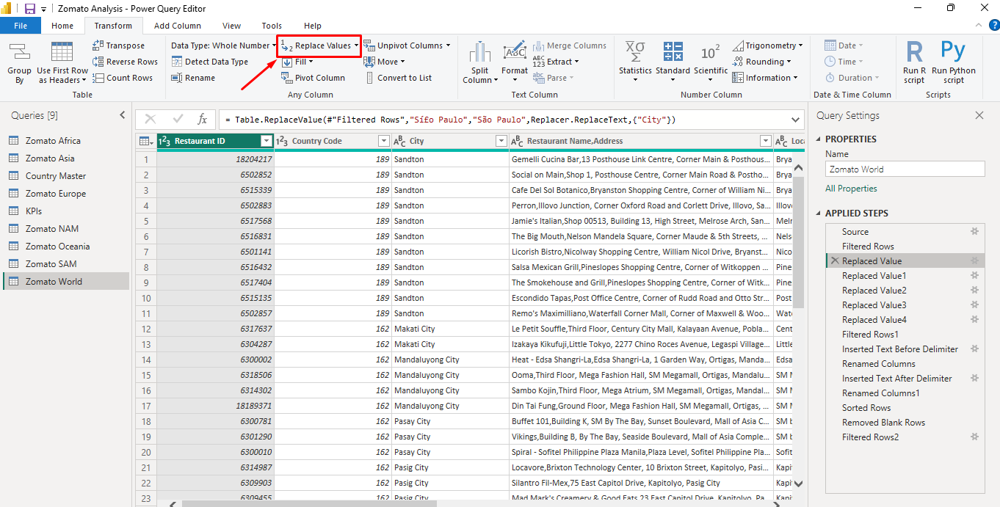 Zomato Analysis - Power Query Editor
File Home Transform Add Column View Tools Help
Group By
Use First Row as Headers
Transpose
Reverse Rows
Count Rows
Table
Data Type: Whole Number
Detect Data Type
Rename
1 2 Replace Values
Fill
Pivot Column
Unpivot Columns
Move
Convert to List
Any Column
Split Column
ABC
Format
Merge Columns
ABC 123 Extract
abc Parse
Text Column
XΣ Statistics
Standard
10² Scientific
Trigonometry
.00 Rounding
Information
Number Column
Date
Time
Duration
Date & Time Column
R
Run R script
Py
Run Python script
Scripts
?
Queries [9]
Zomato Africa
Zomato Asia
Country Master
Zomato Europe
KPIs
Zomato NAM
Zomato Oceania
Zomato SAM
Zomato World
fx = Table.ReplaceValue(#"Filtered Rows","Sí£o Paulo","São Paulo",Replacer.ReplaceText,{"City"})
1²3 Restaurant ID 1²3 Country Code ABC City ABC Restaurant Name,Address ABC Loca
1 18204217 189 Sandton Gemelli Cucina Bar,13 Posthouse Link Centre, Corner Main & Posthous... Brya
2 6502852 189 Sandton Social on Main,Shop 1, Posthouse Centre, Corner Main Road & Postho... Brya
3 6515339 189 Sandton Cafe Del Sol Botanico,Bryanston Shopping Centre, Corner of William Ni... Brya
4 6502883 189 Sandton Perron,Illovo Junction, Corner Oxford Road and Corlett Drive, Illovo, Sa... Illov
5 6517568 189 Sandton Jamie's Italian,Shop 00513, Building 13, High Street, Melrose Arch, San... Melr
6 6516831 189 Sandton The Big Mouth,Nelson Mandela Square, Corner Maude & 5th Streets, ... Nels
7 6501141 189 Sandton Licorish Bistro,Nicolway Shopping Centre, William Nicol Drive, Bryanst... Nico
8 6516432 189 Sandton Salsa Mexican Grill,Pineslopes Shopping Centre, Corner of Witkoppen ... Pine
9 6517404 189 Sandton The Smokehouse and Grill,Pineslopes Shopping Centre, Corner of Witk... Pine
10 6515135 189 Sandton Escondido Tapas,Post Office Centre, Corner of Rudd Road and Otto Str... Post
11 6502857 189 Sandton Remo's Maximilliano,Waterfall Corner Mall, Corner of Maxwell & Woo... Wate
12 6317637 162 Makati City Le Petit Souffle,Third Floor, Century City Mall, Kalayaan Avenue, Pobla... Cent
13 6304287 162 Makati City Izakaya Kikufuji,Little Tokyo, 2277 Chino Roces Avenue, Legaspi Village... Little
14 6300002 162 Mandaluyong City Heat - Edsa Shangri-La,Edsa Shangri-La, 1 Garden Way, Ortigas, Manda... Edsa
15 6318506 162 Mandaluyong City Ooma,Third Floor, Mega Fashion Hall, SM Megamall, Ortigas, Mandalu... SM M
16 6314302 162 Mandaluyong City Sambo Kojin,Third Floor, Mega Atrium, SM Megamall, Ortigas, Mandal... SM M
17 18189371 162 Mandaluyong City Din Tai Fung,Ground Floor, Mega Fashion Hall, SM Megamall, Ortigas, ... SM M
18 6300781 162 Pasay City Buffet 101,Building K, SM By The Bay, Sunset Boulevard, Mall of Asia C... SM b
19 6301290 162 Pasay City Vikings,Building B, By The Bay, Seaside Boulevard, Mall of Asia Comple... SM b
20 6300010 162 Pasay City Spiral - Sofitel Philippine Plaza Manila,Plaza Level, Sofitel Philippine Pla... Sofit
21 6314987 162 Pasig City Locavore,Brixton Technology Center, 10 Brixton Street, Kapitolyo, Pasi... Kapi
22 6309903 162 Pasig City Silantro Fil-Mex,75 East Capitol Drive, Kapitolyo, Pasig City Kapi
23 6309455 162 Pasig City Mad Mark's Creamery & Good Eats,23 East Capitol Drive, Kapitolyo, Pa... Kapi
Query Settings
PROPERTIES
Name
Zomato World
All Properties
APPLIED STEPS
Source
Filtered Rows
Replaced Value
Replaced Value1
Replaced Value2
Replaced Value3
Replaced Value4
Filtered Rows1
Inserted Text Before Delimiter
Renamed Columns
Inserted Text After Delimiter
Renamed Columns1
Sorted Rows
Removed Blank Rows
Filtered Rows2